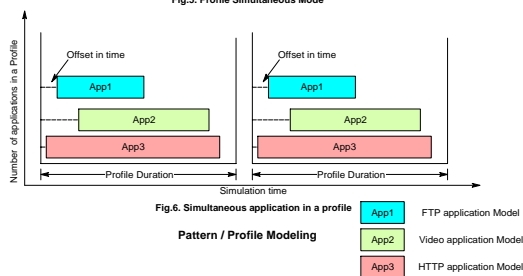 Fig.5. Profile Simultaneous Mode
Number of applications in a Profile
Offset in time
Offset in time
App1
App1
App2
App2
App3
App3
Profile Duration
Profile Duration
Simulation time
Fig.6. Simultaneous application in a profile
Pattern / Profile Modeling
App1 FTP application Model
App2 Video application Model
App3 HTTP application Model